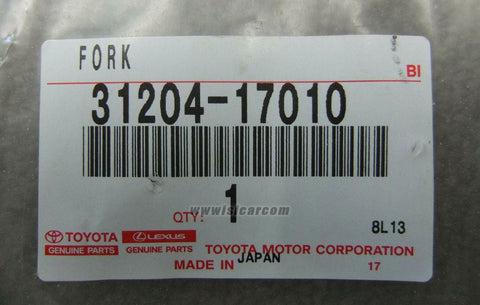 FORK
BI
31204-17010
1
QTY:
www.isicar.com
8L13
TOYOTA LEXUS
GENUINE PARTS GENUINE PARTS TOYOTA MOTOR CORPORATION
MADE IN JAPAN 17